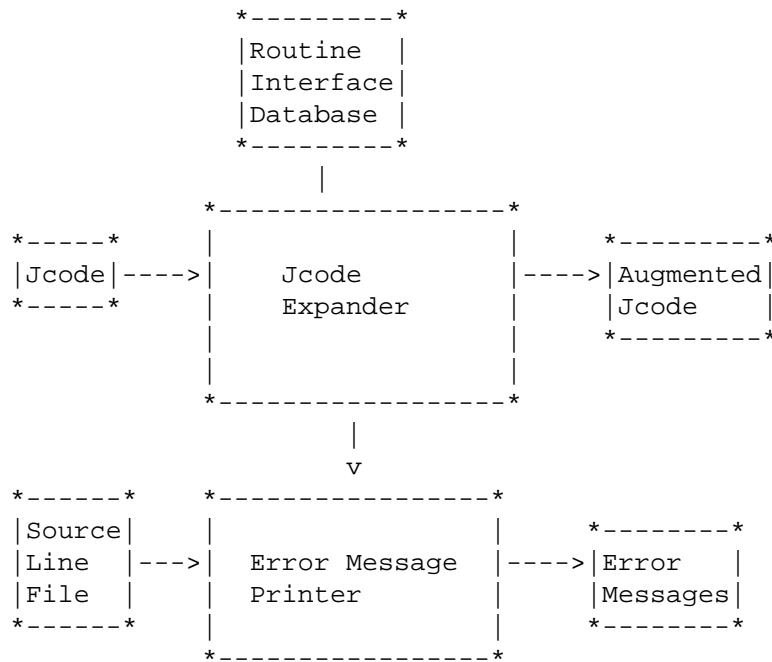 Routine
Interface
Database
Jcode
Jcode
Expander
Augmented
Jcode
v
Source
Line
File
Error Message
Printer
Error
Messages